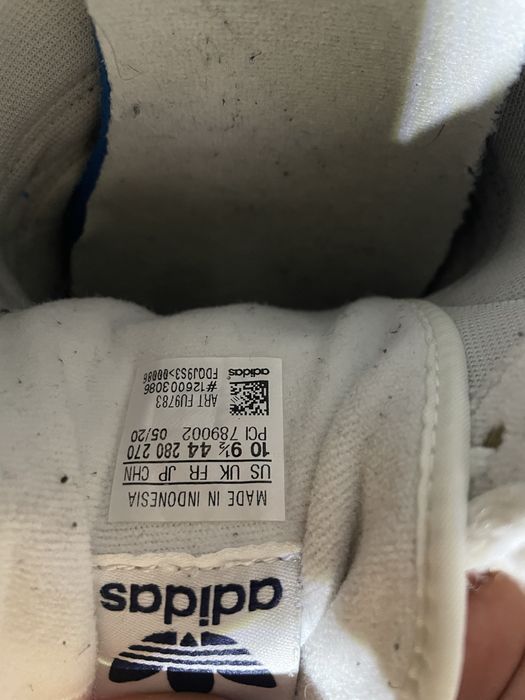 adidas
MADE IN INDONESIA
US UK FR JP CHN
10 9½ 44 280 270
PCI 789002 05/20
ART FU9783
#126003086
FDQJ9S3>00086
adidas